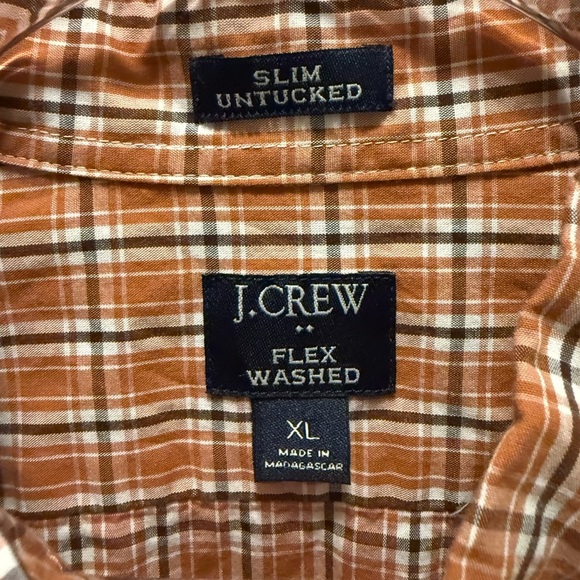 SLIM
UNTUCKED
J.CREW
FLEX
WASHED
XL
MADE IN
MADAGASCAR